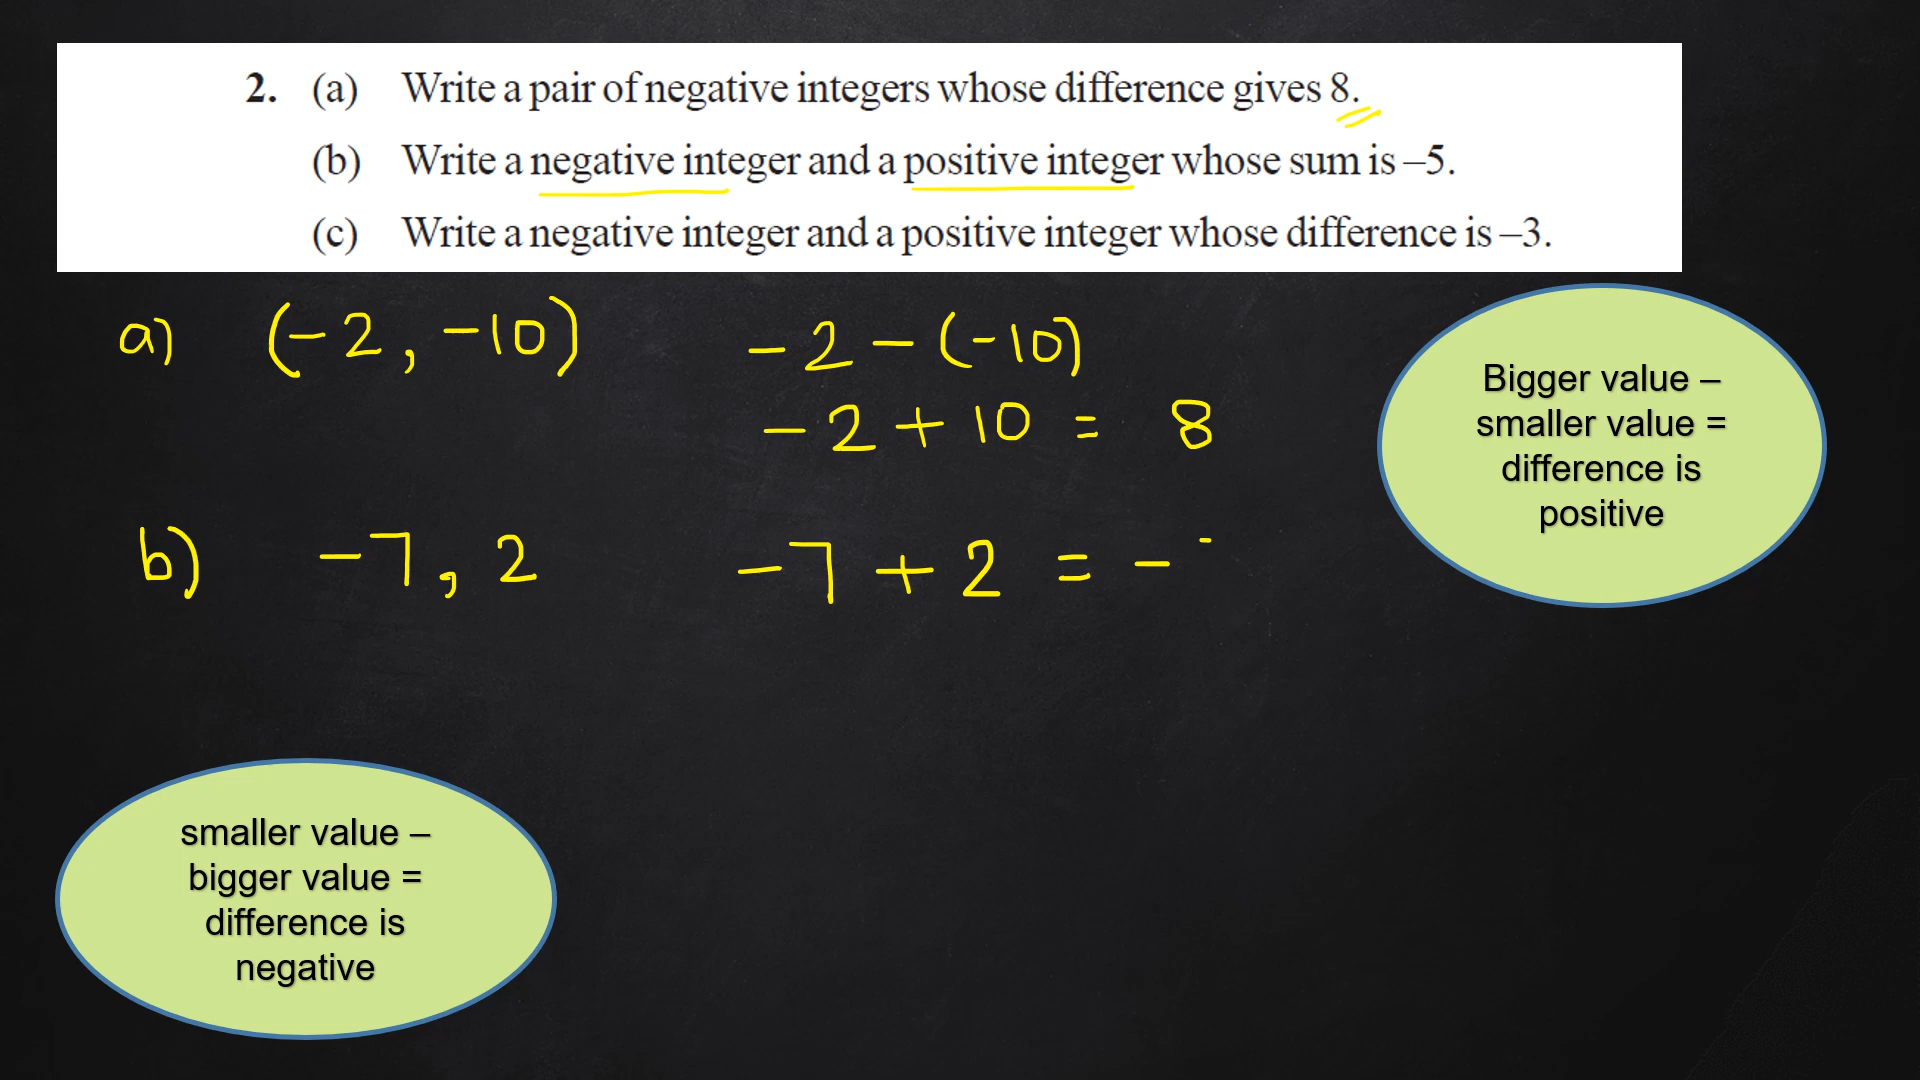 2. (a) Write a pair of negative integers whose difference gives 8.
(b) Write a negative integer and a positive integer whose sum is –5.
(c) Write a negative integer and a positive integer whose difference is –3.
a) (-2, -10) -2-(-10)
-2+10 = 8
b) -7, 2 -7+2 = -
Bigger value –
smaller value =
difference is
positive
smaller value –
bigger value =
difference is
negative